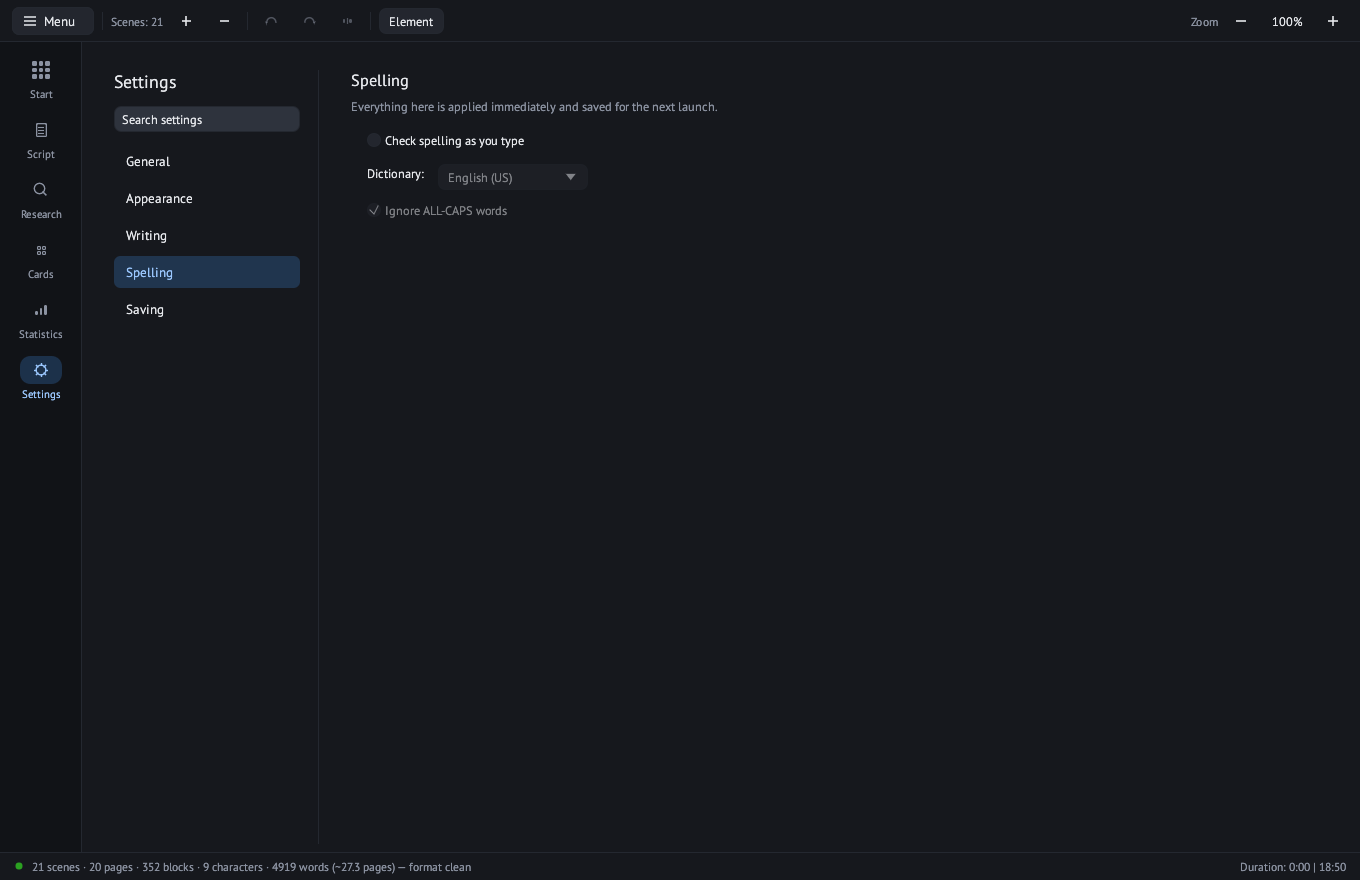 Menu
Scenes: 21
Element
Zoom
100%
Start
Script
Research
Cards
Statistics
Settings
Settings
Search settings
General
Appearance
Writing
Spelling
Saving
Spelling
Everything here is applied immediately and saved for the next launch.
Check spelling as you type
Dictionary: English (US)
Ignore ALL-CAPS words
21 scenes · 20 pages · 352 blocks · 9 characters · 4919 words (~27.3 pages) — format clean
Duration: 0:00 | 18:50